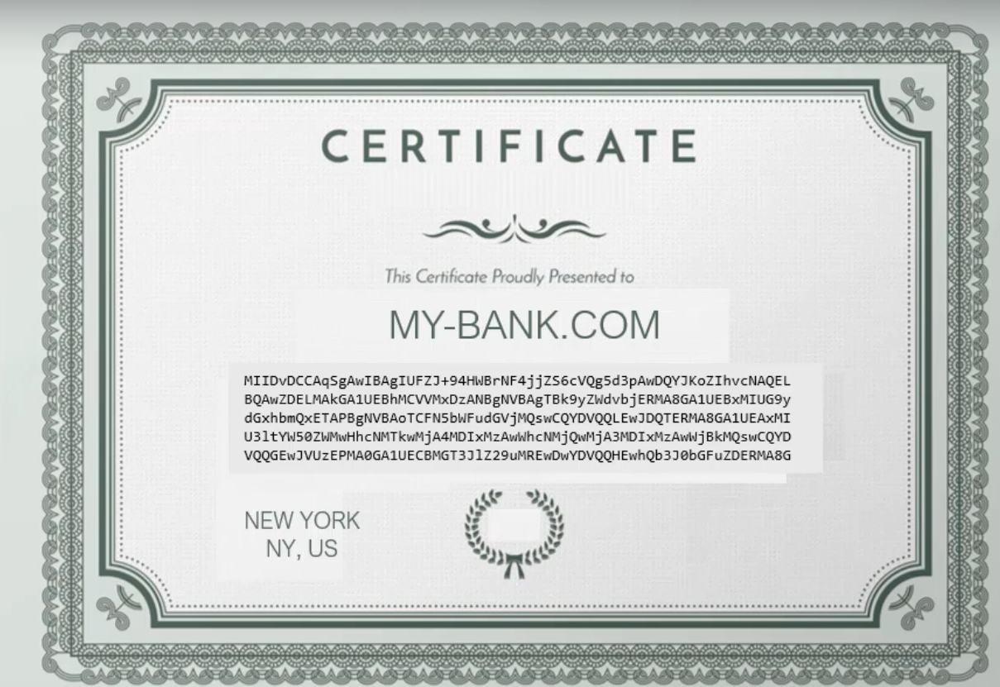 CERTIFICATE
This Certificate Proudly Presented to
MY-BANK.COM
MIIDvDCCAqSgAwIBAgIUFZJ+94HWBrNF4jjZS6cVQg5d3pAwDQYJKoZIhvcNAQEL
BQAwZDELMAkGA1UEBhMCVVMxDzANBgNVBAgTBk9yZWdvbjERMA8GA1UEBxMIUG9y
dGxhbmQxETAPBgNVBAoTCFN5bWFudGVjMQswCQYDVQQLEwJDQTERMA8GA1UEAxMI
U3ltYW50ZWMwHhcNMTkwMjA4MDIxMzAwWhcNMjQwMjA3MDIxMzAwWjBkMQswCQYD
VQQGEwJVUzEPMA0GA1UECBMGT3JlZ29uMREwDwYDVQQHEwhQb3J0bGFuZDERMA8G
NEW YORK
NY, US